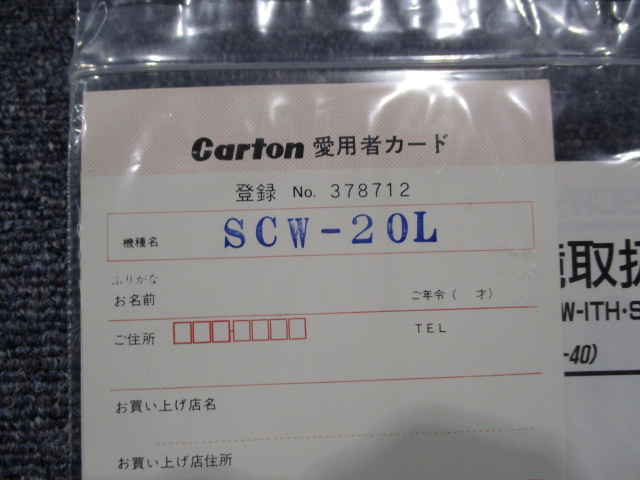 Carton 愛用者カード
登録 No. 378712
機種名 SCW-20L
ふりがな
お名前 ご年令( 才)
ご住所 TEL
お買い上げ店名
お買い上げ店住所
SCW-
鏡取扱
W-ITH・S
-40)